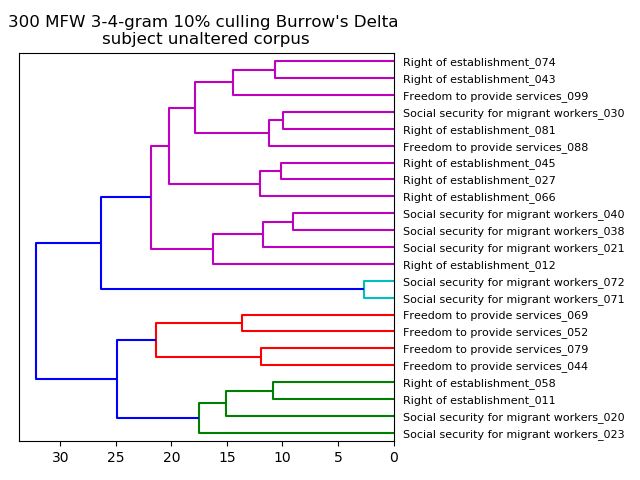 300 MFW 3-4-gram 10% culling Burrow's Delta
subject unaltered corpus
Right of establishment_074
Right of establishment_043
Freedom to provide services_099
Social security for migrant workers_030
Right of establishment_081
Freedom to provide services_088
Right of establishment_045
Right of establishment_027
Right of establishment_066
Social security for migrant workers_040
Social security for migrant workers_038
Social security for migrant workers_021
Right of establishment_012
Social security for migrant workers_072
Social security for migrant workers_071
Freedom to provide services_069
Freedom to provide services_052
Freedom to provide services_079
Freedom to provide services_044
Right of establishment_058
Right of establishment_011
Social security for migrant workers_020
Social security for migrant workers_023
30 25 20 15 10 5 0